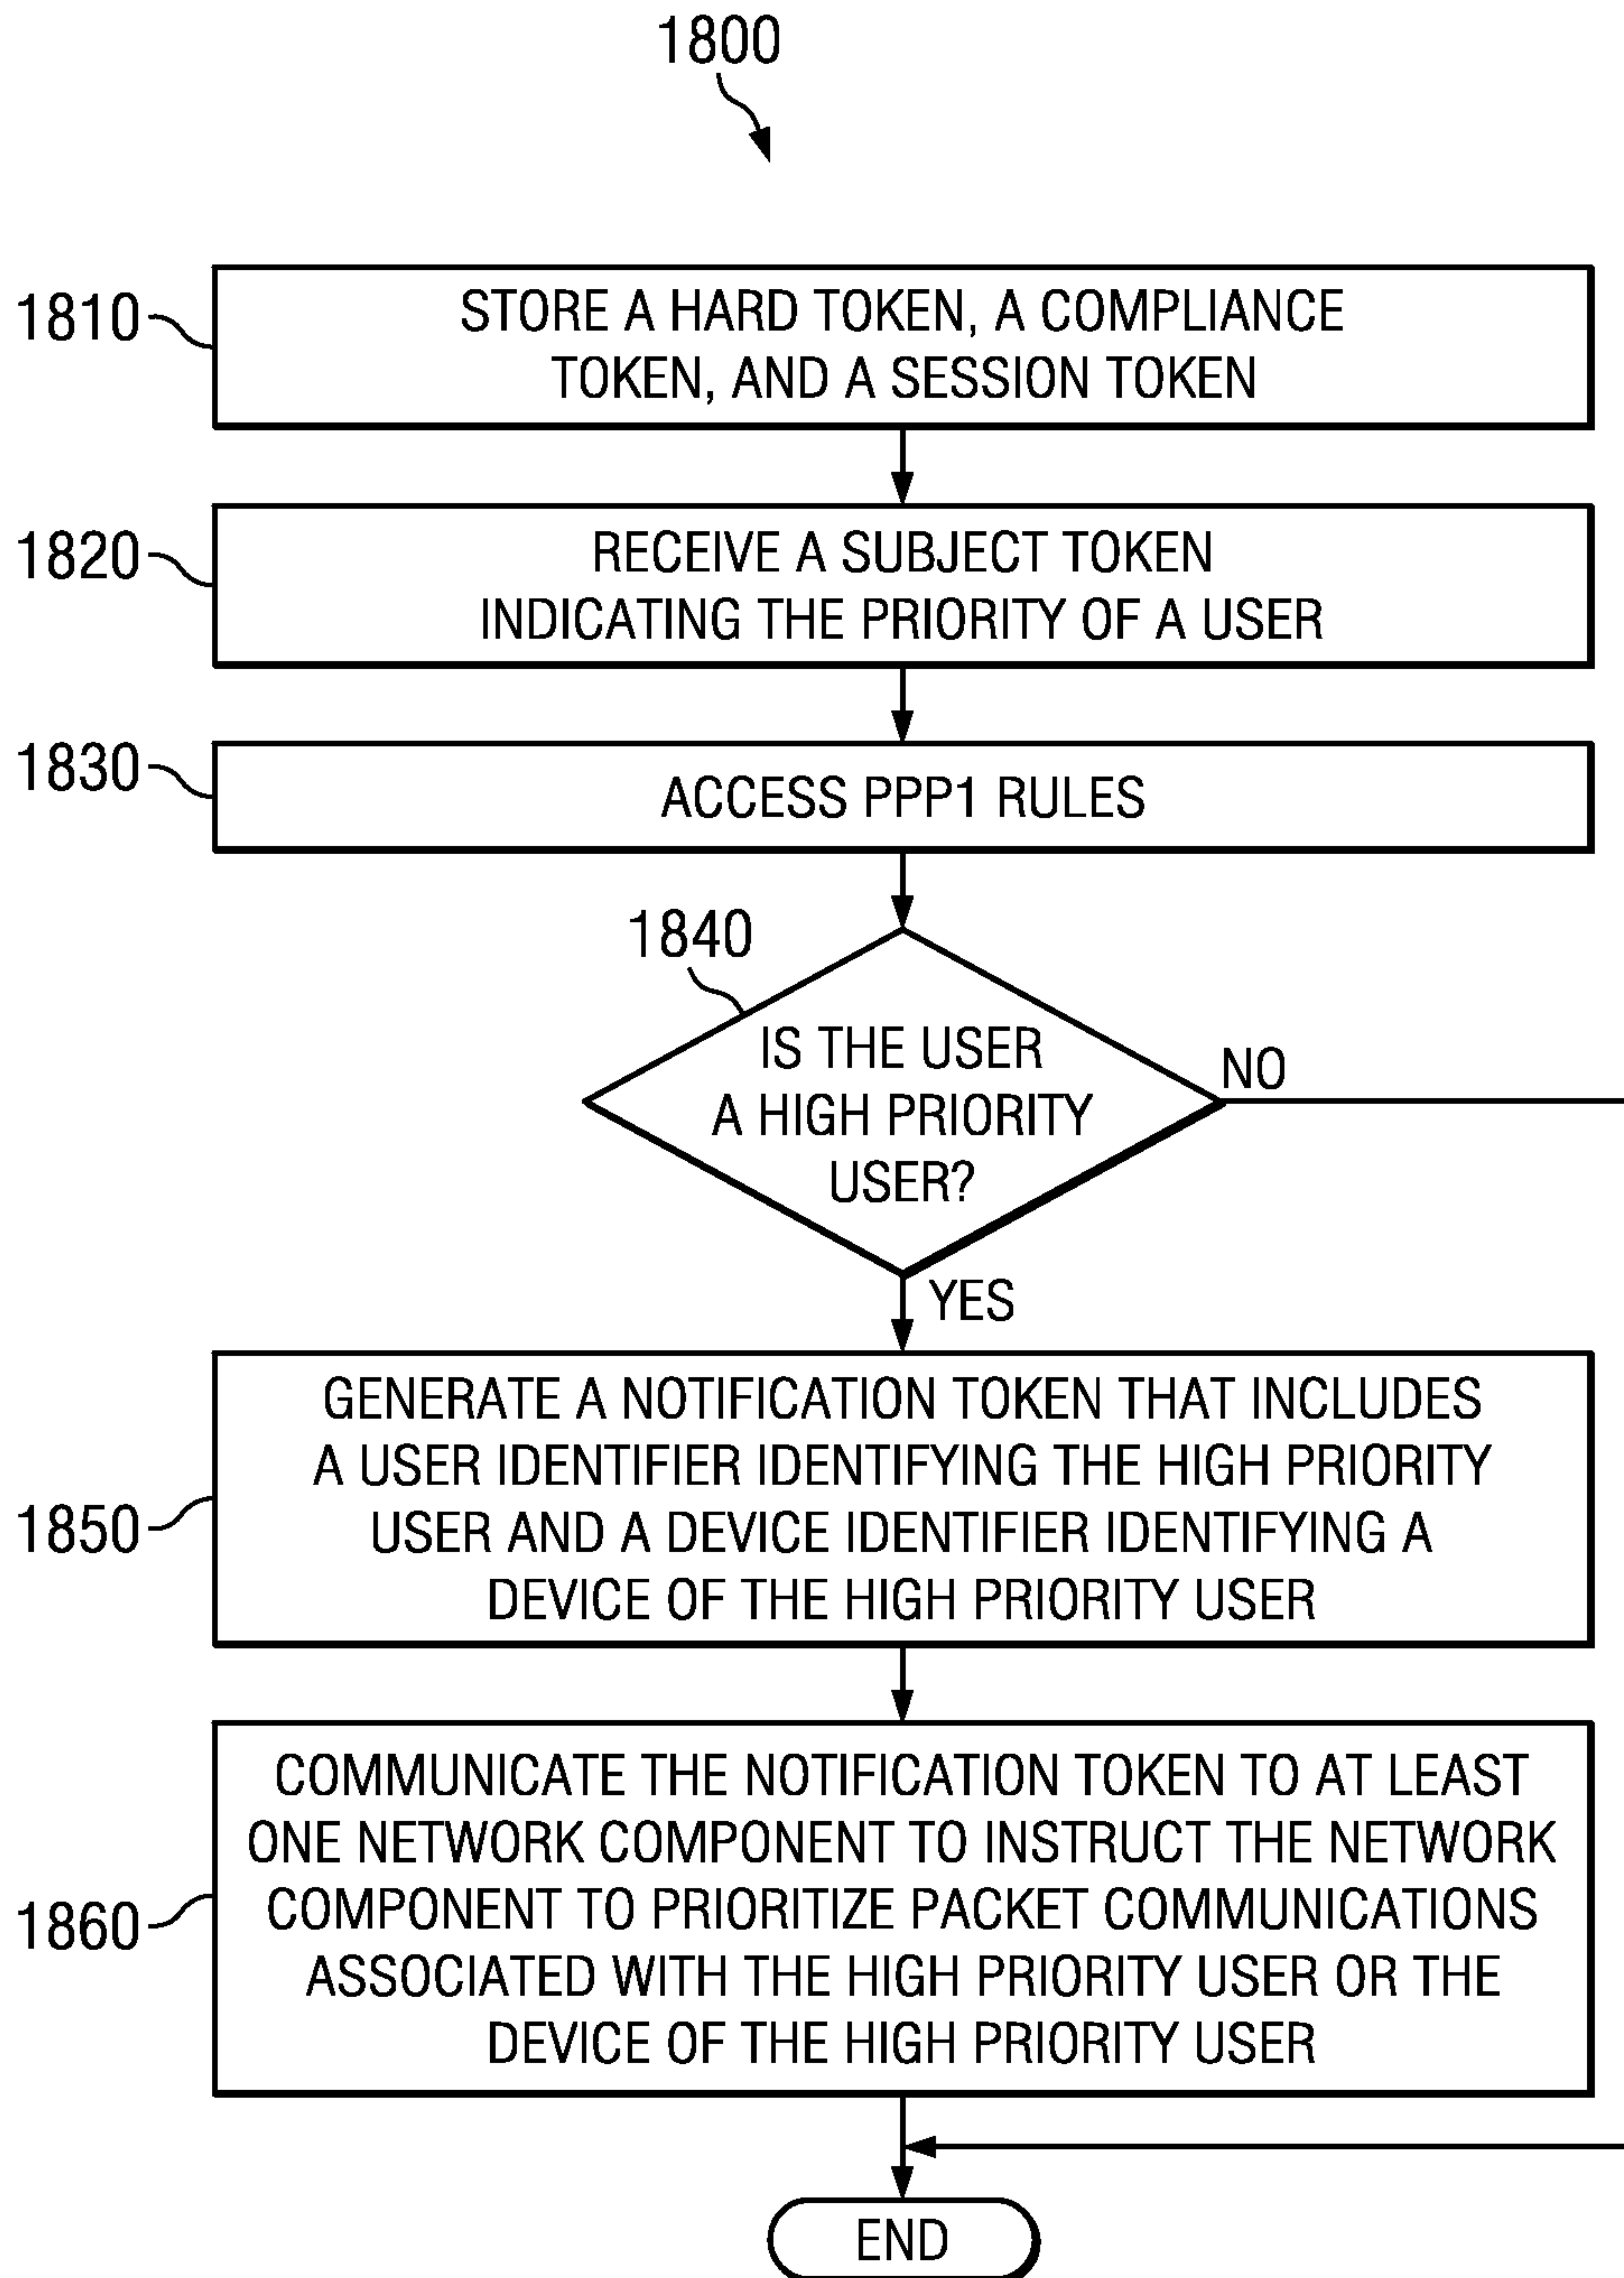 1800
1810
STORE A HARD TOKEN, A COMPLIANCE
TOKEN, AND A SESSION TOKEN
1820
RECEIVE A SUBJECT TOKEN
INDICATING THE PRIORITY OF A USER
1830
ACCESS PPP1 RULES
1840
IS THE USER
A HIGH PRIORITY
USER?
NO
YES
1850
GENERATE A NOTIFICATION TOKEN THAT INCLUDES
A USER IDENTIFIER IDENTIFYING THE HIGH PRIORITY
USER AND A DEVICE IDENTIFIER IDENTIFYING A
DEVICE OF THE HIGH PRIORITY USER
1860
COMMUNICATE THE NOTIFICATION TOKEN TO AT LEAST
ONE NETWORK COMPONENT TO INSTRUCT THE NETWORK
COMPONENT TO PRIORITIZE PACKET COMMUNICATIONS
ASSOCIATED WITH THE HIGH PRIORITY USER OR THE
DEVICE OF THE HIGH PRIORITY USER
END